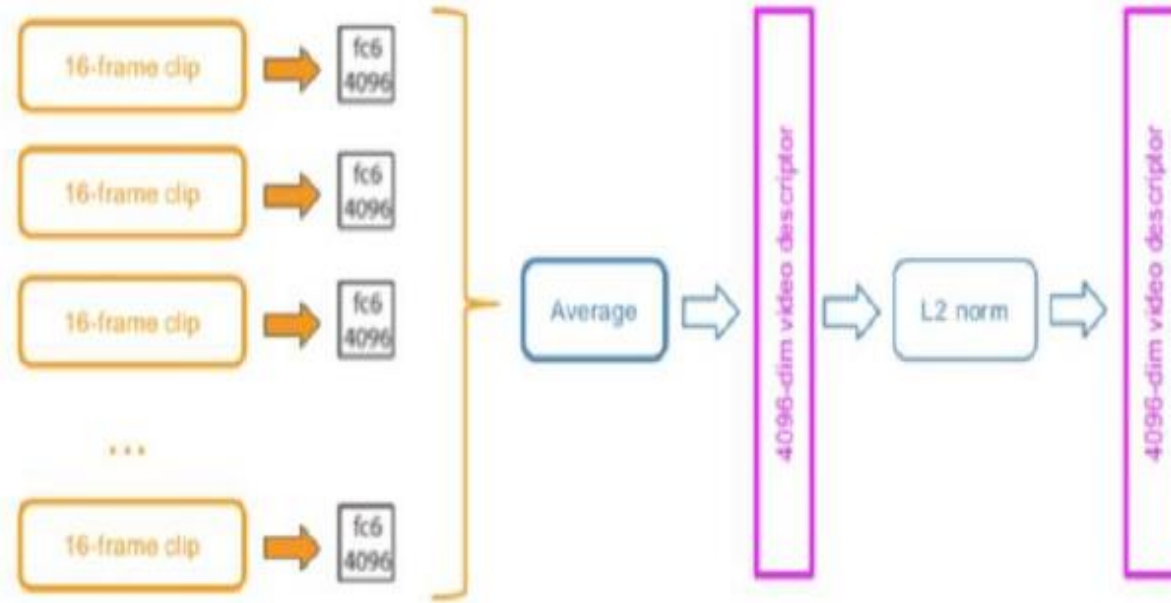 16-frame clip
fc6
4096
16-frame clip
fc6
4096
16-frame clip
fc6
4096
...
16-frame clip
fc6
4096
Average
4096-dim video descriptor
L2 norm
4096-dim video descriptor